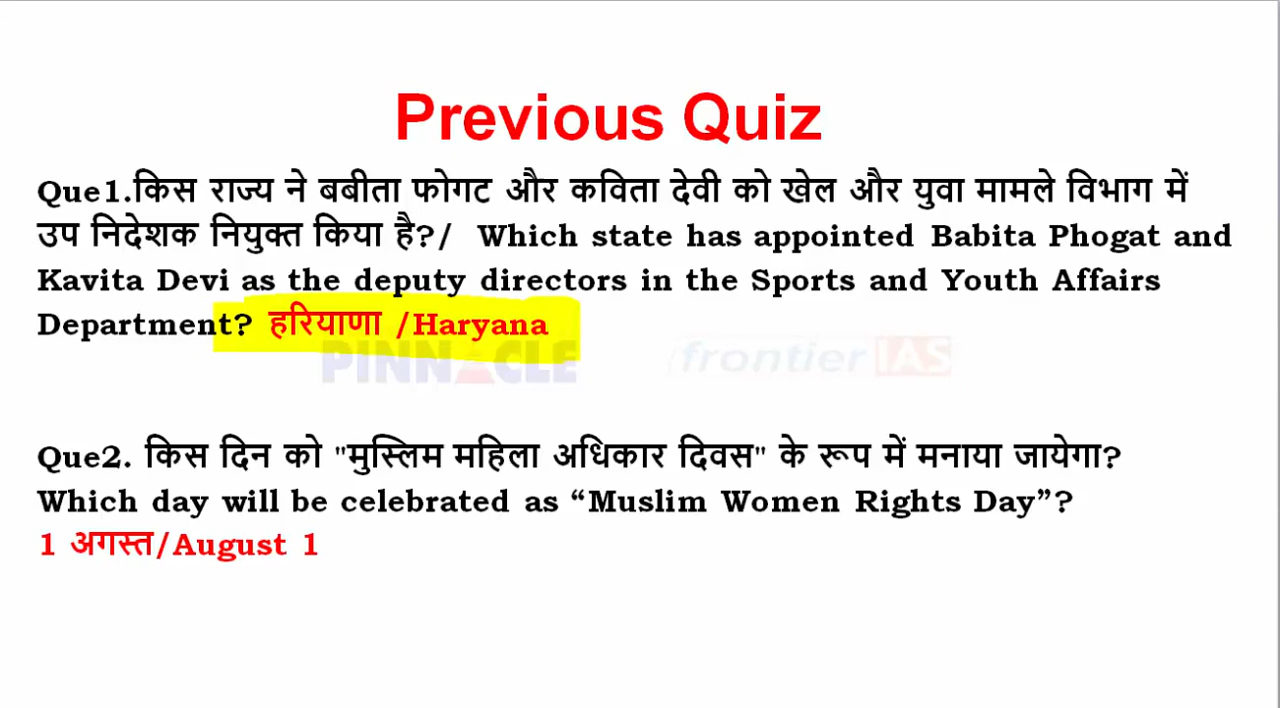 Previous Quiz
Que1.किस राज्य ने बबीता फोगट और कविता देवी को खेल और युवा मामले विभाग में
उप निदेशक नियुक्त किया है?/ Which state has appointed Babita Phogat and
Kavita Devi as the deputy directors in the Sports and Youth Affairs
Department? हरियाणा /Haryana
PINNACLE frontier IAS
Que2. किस दिन को "मुस्लिम महिला अधिकार दिवस" के रूप में मनाया जायेगा?
Which day will be celebrated as “Muslim Women Rights Day”?
1 अगस्त/August 1